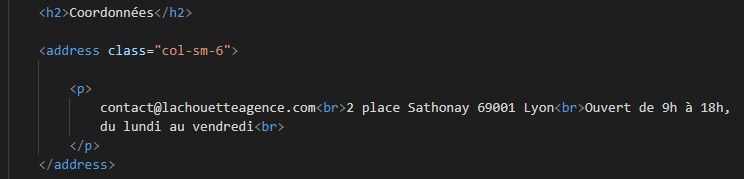 <h2>Coordonnées</h2>
<address class="col-sm-6">
<p>
contact@lachouetteagence.com<br>2 place Sathonay 69001 Lyon<br>Ouvert de 9h à 18h,
du lundi au vendredi<br>
</p>
</address>